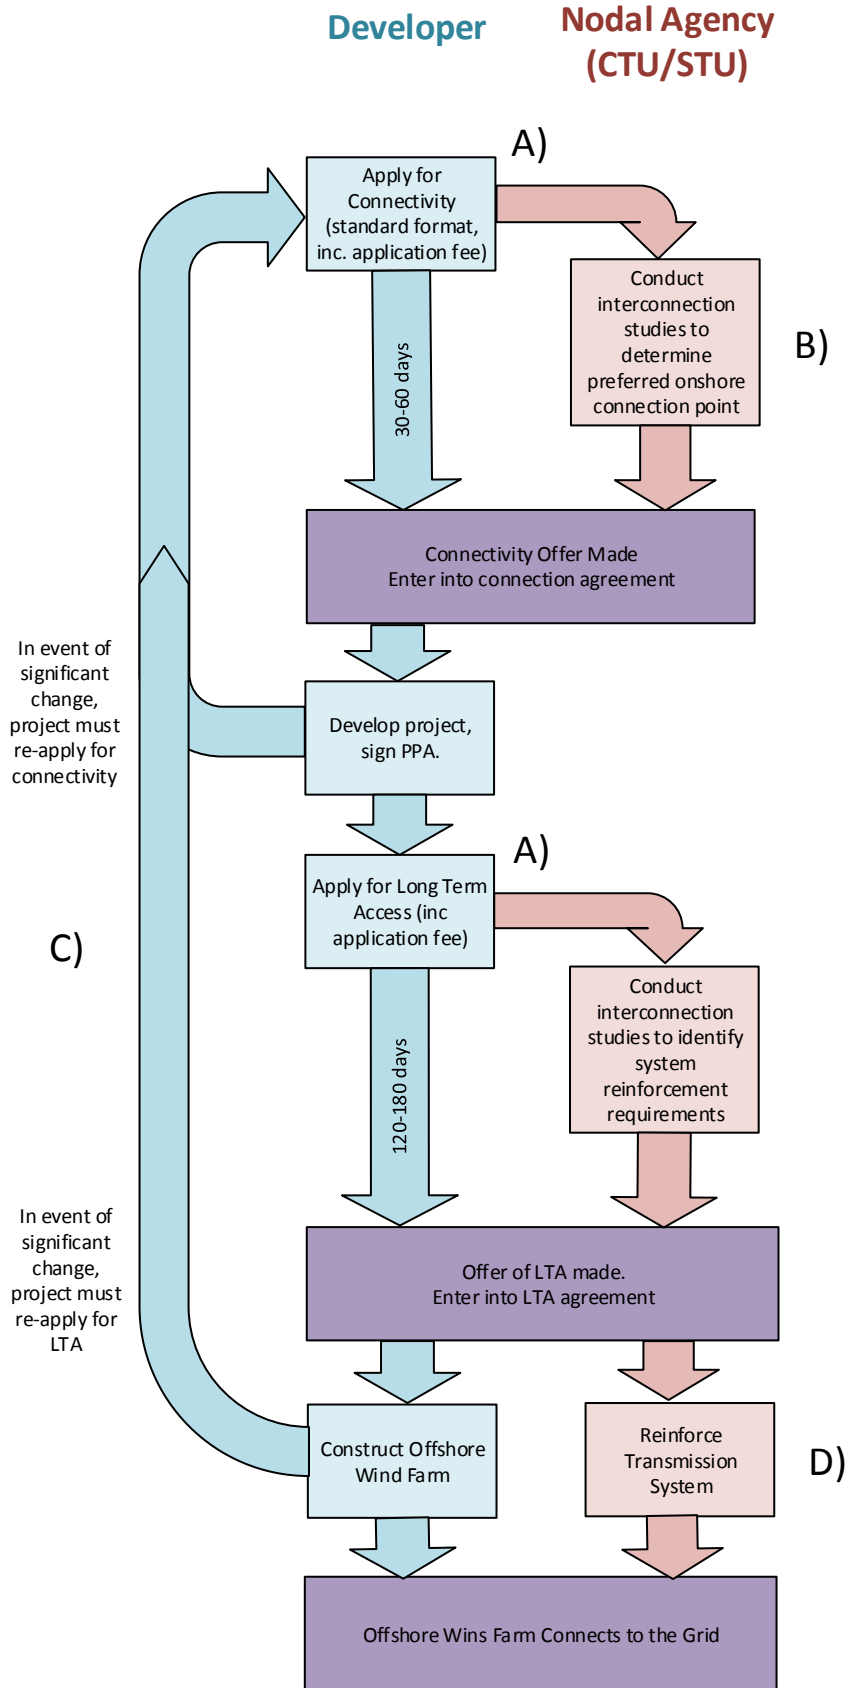 Developer
Nodal Agency
(CTU/STU)
A)
Apply for
Connectivity
(standard format,
inc. application fee)
Conduct
interconnection
studies to
determine
preferred onshore
connection point
B)
30-60 days
Connectivity Offer Made
Enter into connection agreement
In event of
significant
change,
project must
re-apply for
connectivity
Develop project,
sign PPA.
A)
Apply for Long Term
Access (inc
application fee)
C)
Conduct
interconnection
studies to identify
system
reinforcement
requirements
120-180 days
In event of
significant
change,
project must
re-apply for
LTA
Offer of LTA made.
Enter into LTA agreement
Construct Offshore
Wind Farm
Reinforce
Transmission
System
D)
Offshore Wins Farm Connects to the Grid